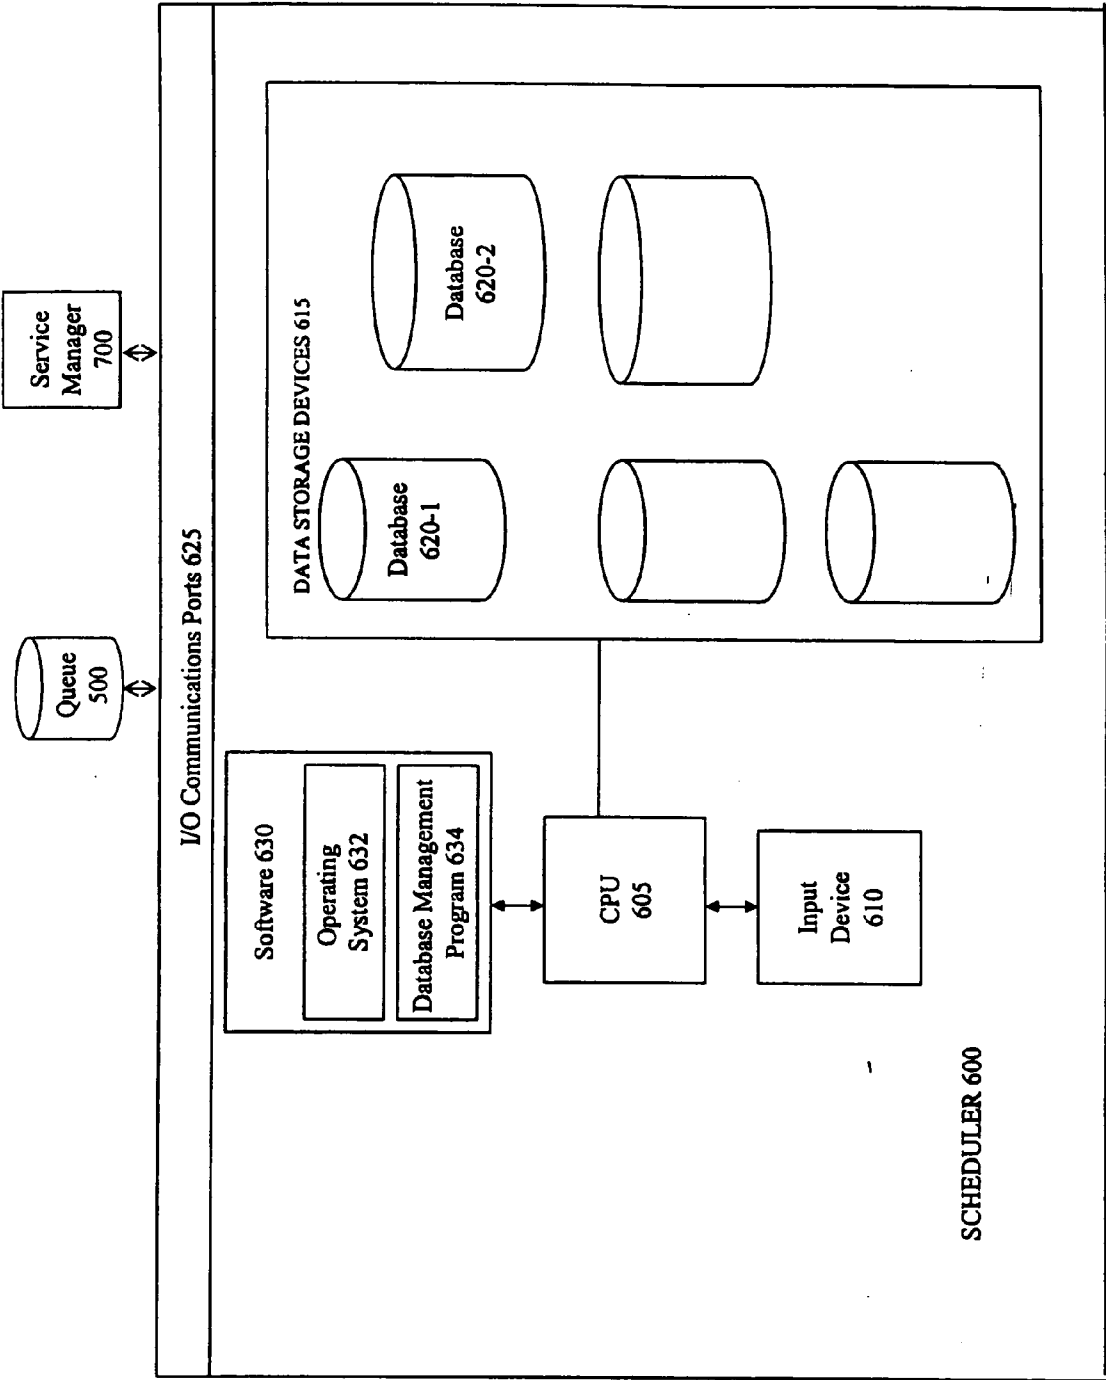 Queue
500
Service
Manager
700
I/O Communications Ports 625
Software 630
Operating
System 632
Database Management
Program 634
CPU
605
Input
Device
610
DATA STORAGE DEVICES 615
Database
620-1
Database
620-2
SCHEDULER 600